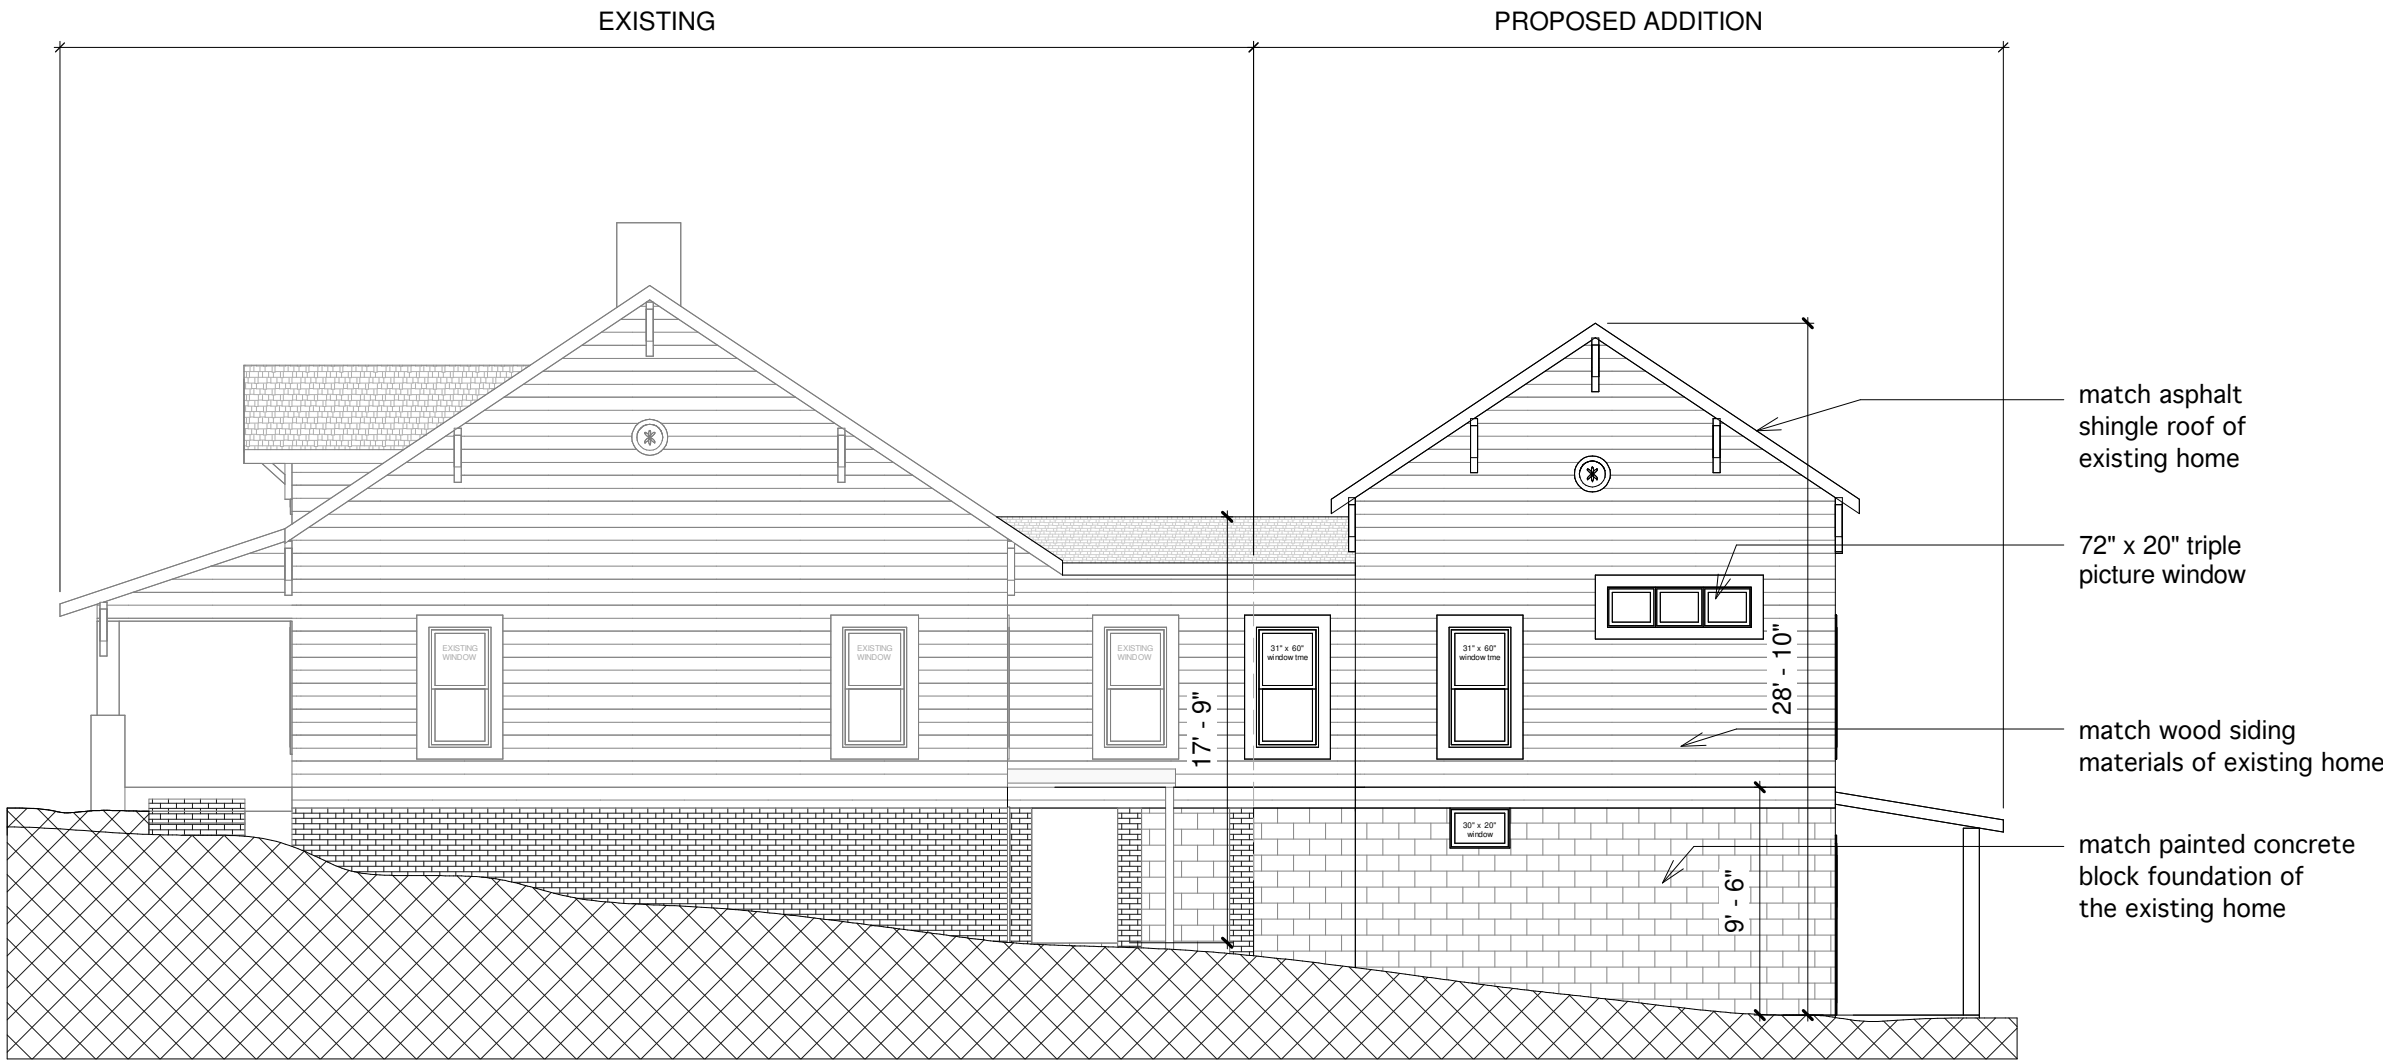 EXISTING
PROPOSED ADDITION
match asphalt
shingle roof of
existing home
72" x 20" triple
picture window
EXISTING
WINDOW
EXISTING
WINDOW
EXISTING
WINDOW
31" x 60"
window tme
31" x 60"
window tme
17' - 9"
28' - 10"
match wood siding
materials of existing home
30" x 20"
window
9' - 6"
match painted concrete
block foundation of
the existing home